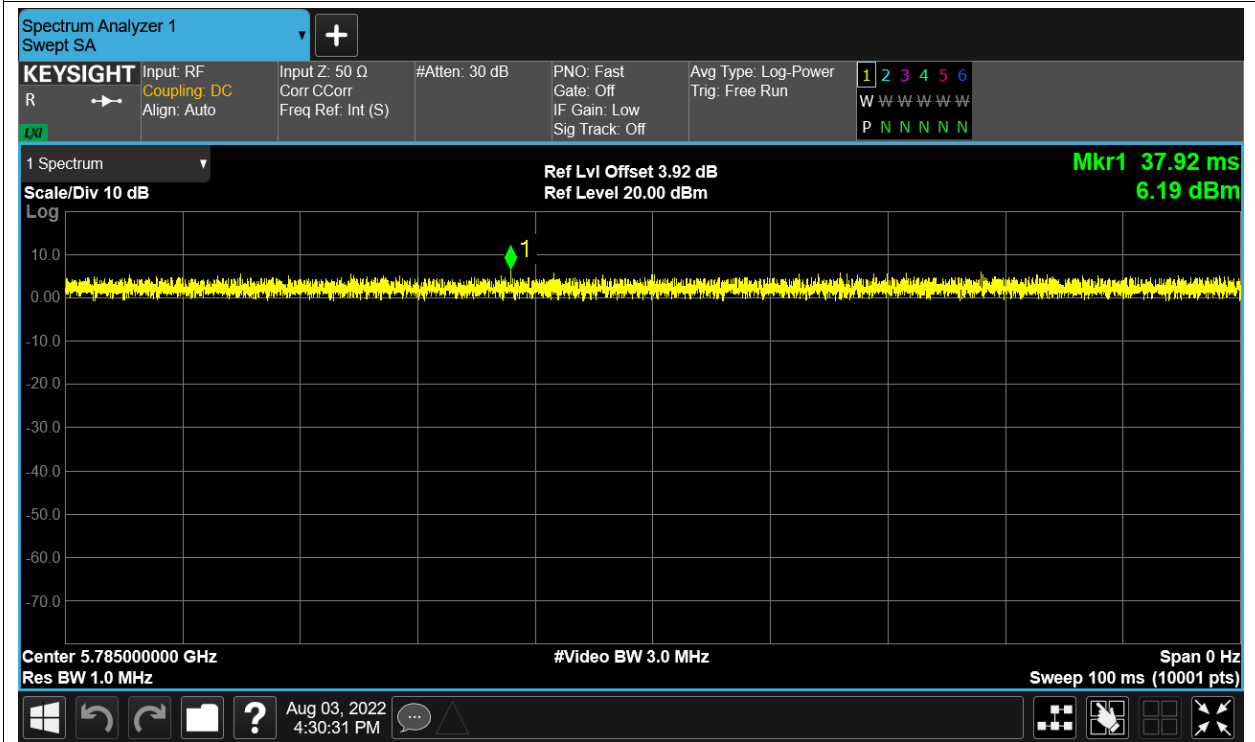 Spectrum Analyzer 1
Swept SA
+
KEYSIGHT
R
LXI
Input: RF
Coupling: DC
Align: Auto
Input Z: 50 Ω
Corr CCorr
Freq Ref: Int (S)
#Atten: 30 dB
PNO: Fast
Gate: Off
IF Gain: Low
Sig Track: Off
Avg Type: Log-Power
Trig: Free Run
1 2 3 4 5 6
W W W W W W
P N N N N N
1 Spectrum
Scale/Div 10 dB
Log
Ref Lvl Offset 3.92 dB
Ref Level 20.00 dBm
Mkr1 37.92 ms
6.19 dBm
1
10.0
0.00
-10.0
-20.0
-30.0
-40.0
-50.0
-60.0
-70.0
Center 5.785000000 GHz
Res BW 1.0 MHz
#Video BW 3.0 MHz
Span 0 Hz
Sweep 100 ms (10001 pts)
?
Aug 03, 2022
4:30:31 PM